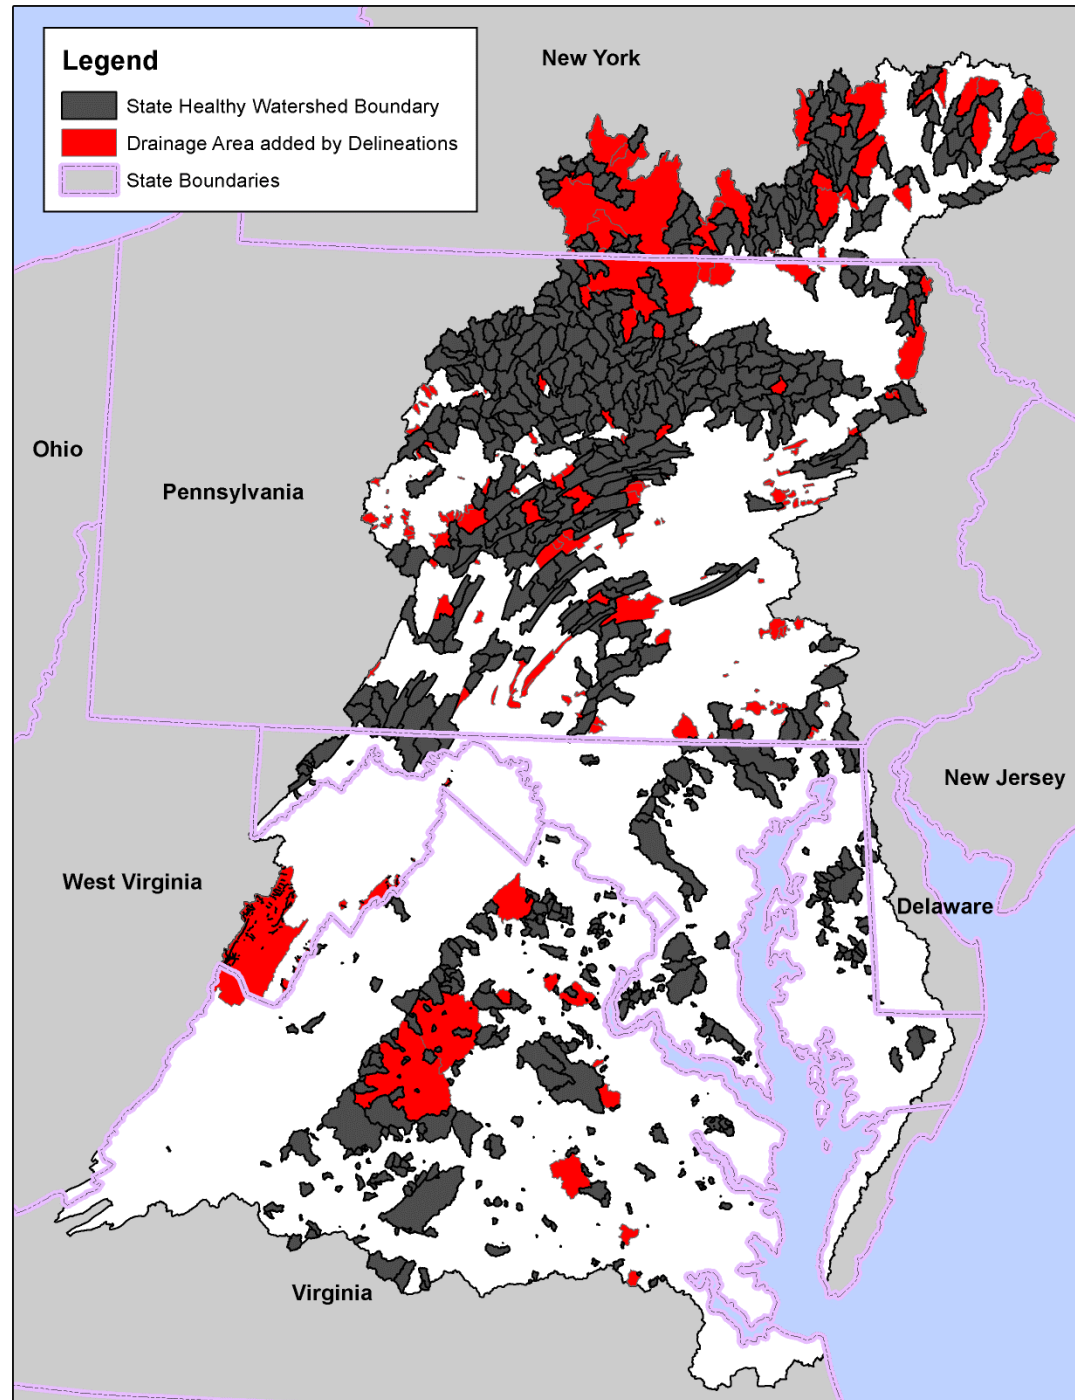 New York
Legend
State Healthy Watershed Boundary
Drainage Area added by Delineations
State Boundaries
Ohio
Pennsylvania
New Jersey
West Virginia
Delaware
Virginia